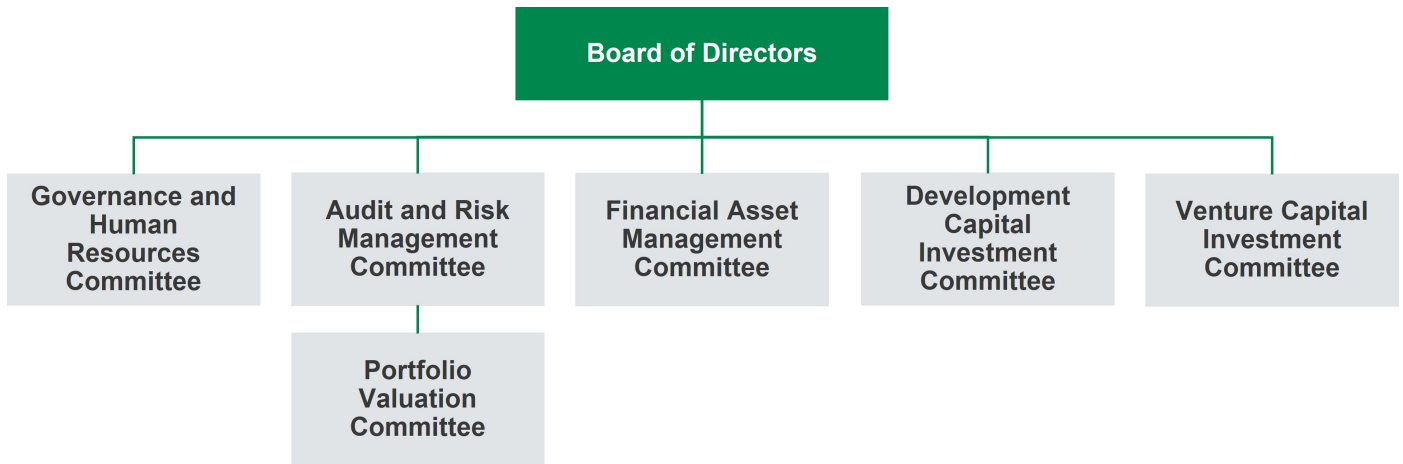 Board of Directors
Governance and
Human
Resources
Committee
Audit and Risk
Management
Committee
Financial Asset
Management
Committee
Development
Capital
Investment
Committee
Venture Capital
Investment
Committee
Portfolio
Valuation
Committee